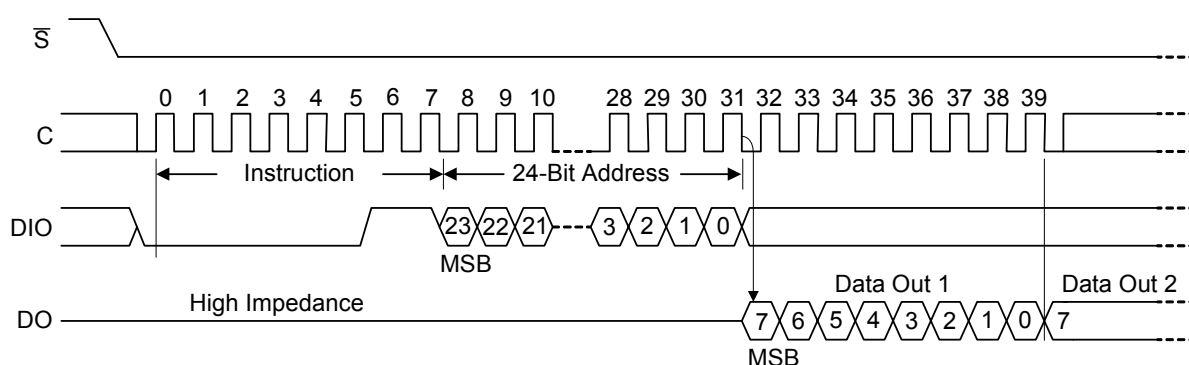 S
0 1 2 3 4 5 6 7 8 9 10 28 29 30 31 32 33 34 35 36 37 38 39
C
Instruction 24-Bit Address
DIO 23 22 21 3 2 1 0
MSB
High Impedance Data Out 1 Data Out 2
DO 7 6 5 4 3 2 1 0 7
MSB